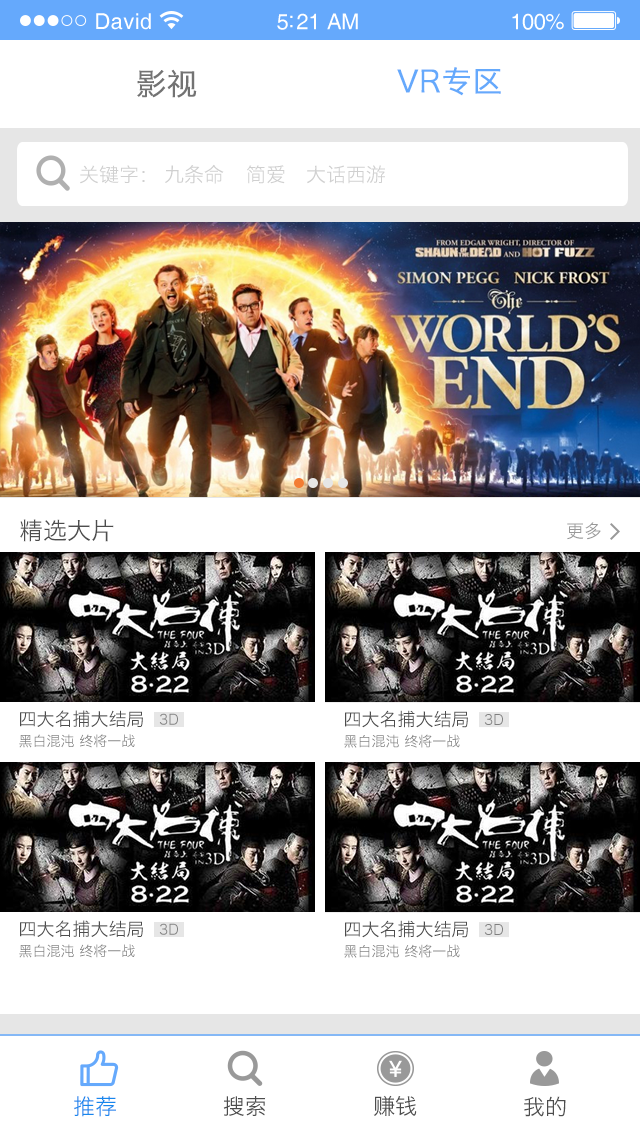 David 5:21 AM 100%
影视 VR专区
关键字： 九条命 简爱 大话西游
FROM EDGAR WRIGHT, DIRECTOR OF
SHAUN OF THE DEAD AND HOT FUZZ
SIMON PEGG NICK FROST
The
WORLD'S
END
精选大片 更多
四大名捕
THE FOUR
IN 3D
大结局
8·22
四大名捕
THE FOUR
IN 3D
大结局
8·22
四大名捕大结局 3D
黑白混沌 终将一战
四大名捕大结局 3D
黑白混沌 终将一战
四大名捕
THE FOUR
IN 3D
大结局
8·22
四大名捕
THE FOUR
IN 3D
大结局
8·22
四大名捕大结局 3D
黑白混沌 终将一战
四大名捕大结局 3D
黑白混沌 终将一战
推荐 搜索 赚钱 我的